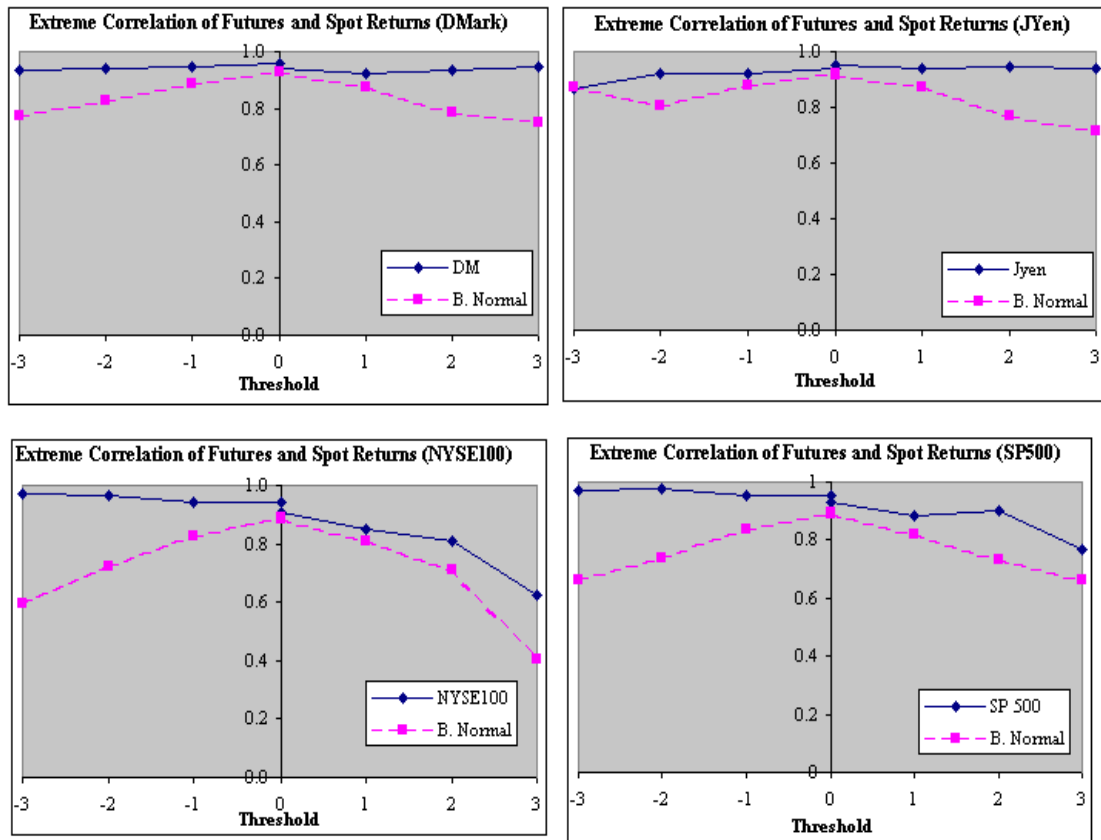 Extreme Correlation of Futures and Spot Returns (DMark)
1.0
0.8
0.6
0.4
0.2
0.0
DM
B. Normal
-3 -2 -1 0 1 2 3
Threshold
Extreme Correlation of Futures and Spot Returns (JYen)
1.0
0.8
0.6
0.4
0.2
0.0
Jyen
B. Normal
-3 -2 -1 0 1 2 3
Threshold
Extreme Correlation of Futures and Spot Returns (NYSE100)
1.0
0.8
0.6
0.4
0.2
0.0
NYSE100
B. Normal
-3 -2 -1 0 1 2 3
Threshold
Extreme Correlation of Futures and Spot Returns (SP500)
1
0.8
0.6
0.4
0.2
0
SP 500
B. Normal
-3 -2 -1 0 1 2 3
Threshold